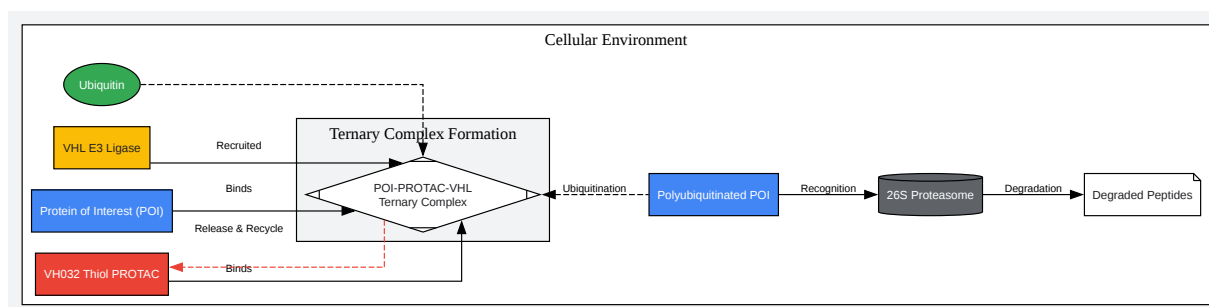 Cellular Environment
Ubiquitin
Ternary Complex Formation
VHL E3 Ligase
Recruited
POI-PROTAC-VHL
Ternary Complex
Binds
Ubiquitination
Polyubiquitinated POI
Recognition
26S Proteasome
Degradation
Degraded Peptides
Protein of Interest (POI)
Release & Recycle
VH032 Thiol PROTAC
Binds